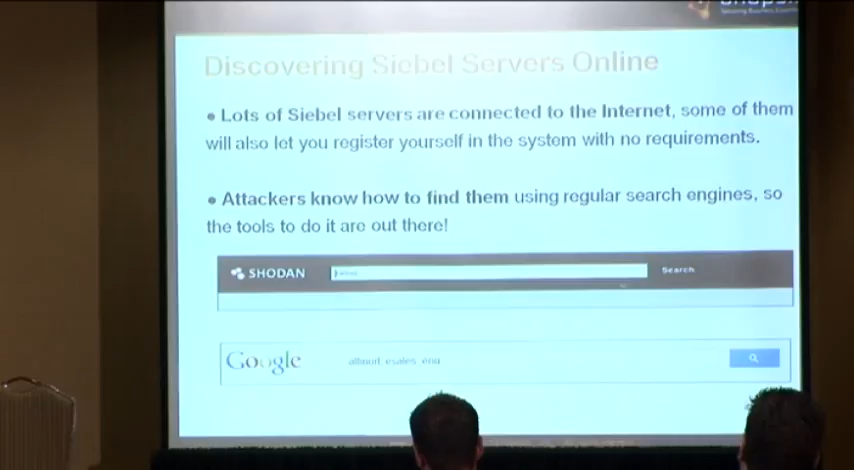 Discovering Siebel Servers Online
● Lots of Siebel servers are connected to the Internet, some of them
will also let you register yourself in the system with no requirements.
● Attackers know how to find them using regular search engines, so
the tools to do it are out there!
SHODAN Search
Google